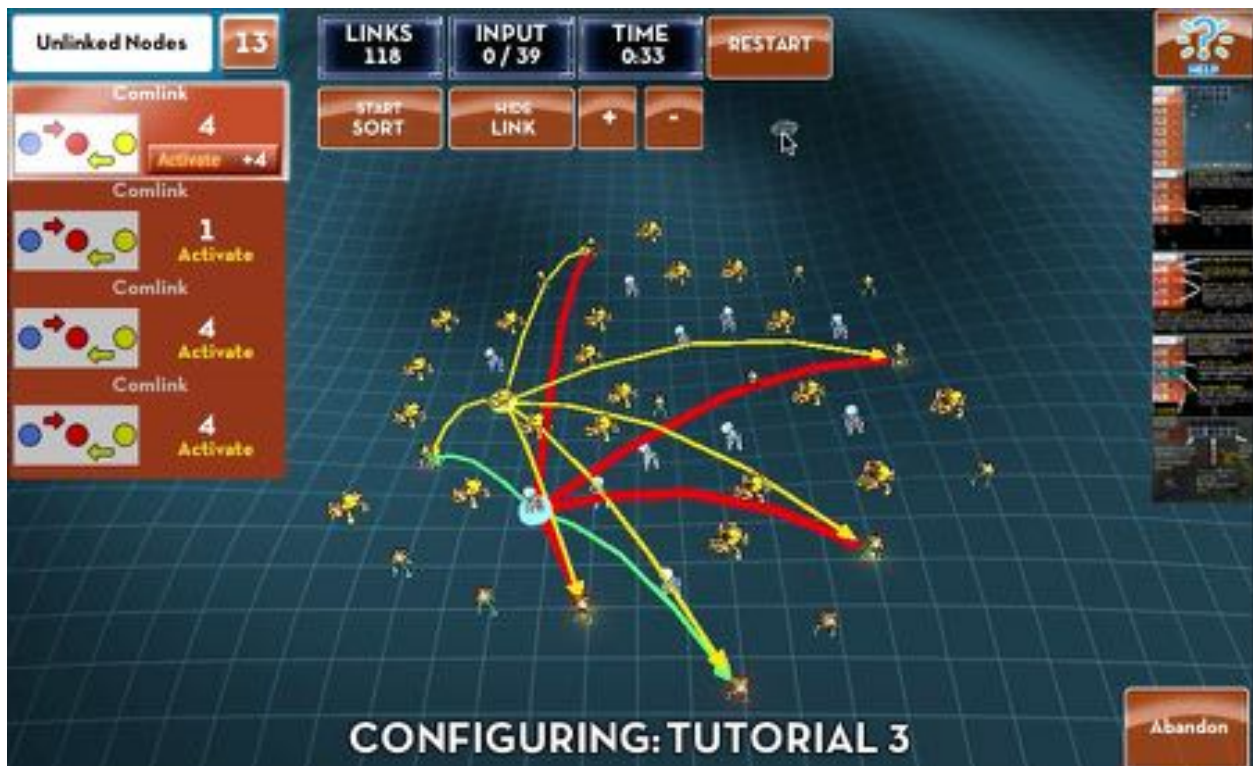 Unlinked Nodes
13
LINKS
118
INPUT
0 / 39
TIME
0:33
RESTART
HELP
START
SORT
HIDE
LINK
+
-
Comlink
4
Activate +4
Comlink
1
Activate
Comlink
4
Activate
Comlink
4
Activate
CONFIGURING: TUTORIAL 3
Abandon